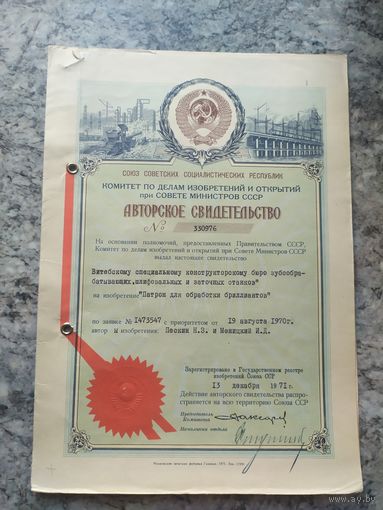 СОЮЗ СОВЕТСКИХ СОЦИАЛИСТИЧЕСКИХ РЕСПУБЛИК
КОМИТЕТ ПО ДЕЛАМ ИЗОБРЕТЕНИЙ И ОТКРЫТИЙ
при СОВЕТЕ МИНИСТРОВ СССР
АВТОРСКОЕ СВИДЕТЕЛЬСТВО
№ 330976
На основании полномочий, предоставленных Правительством СССР,
Комитет по делам изобретений и открытий при Совете Министров СССР
выдал настоящее свидетельство
Витебскому специальному конструкторскому бюро зубообра-
батывающих, шлифовальных и заточных станков"
на изобретение "Патрон для обработки бриллиантов"
по заявке № 1473547 с приоритетом от 19 августа 1970г.
автор ы изобретения: Пескин Н.З. и Меницкий И.Д.
Зарегистрировано в Государственном реестре
изобретений Союза ССР
13 декабря 1971г.
Действие авторского свидетельства распро-
страняется на всю территорию Союза ССР
Председатель
Комитета
Начальник отдела
ay.by